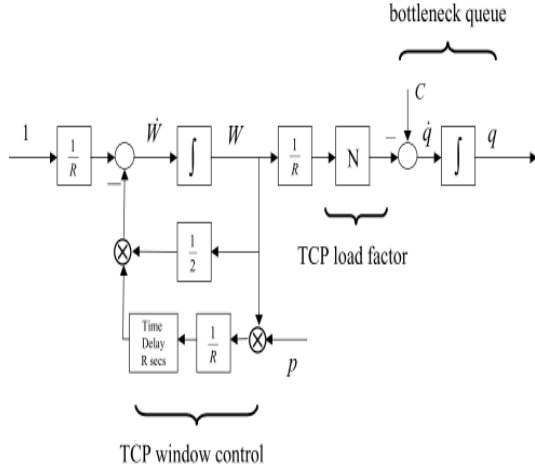 bottleneck queue
C
1
1/R
Ẇ
∫
W
1/R
N
−
q̇
∫
q
−
1/2
TCP load factor
Time
Delay
R secs
1/R
p
TCP window control